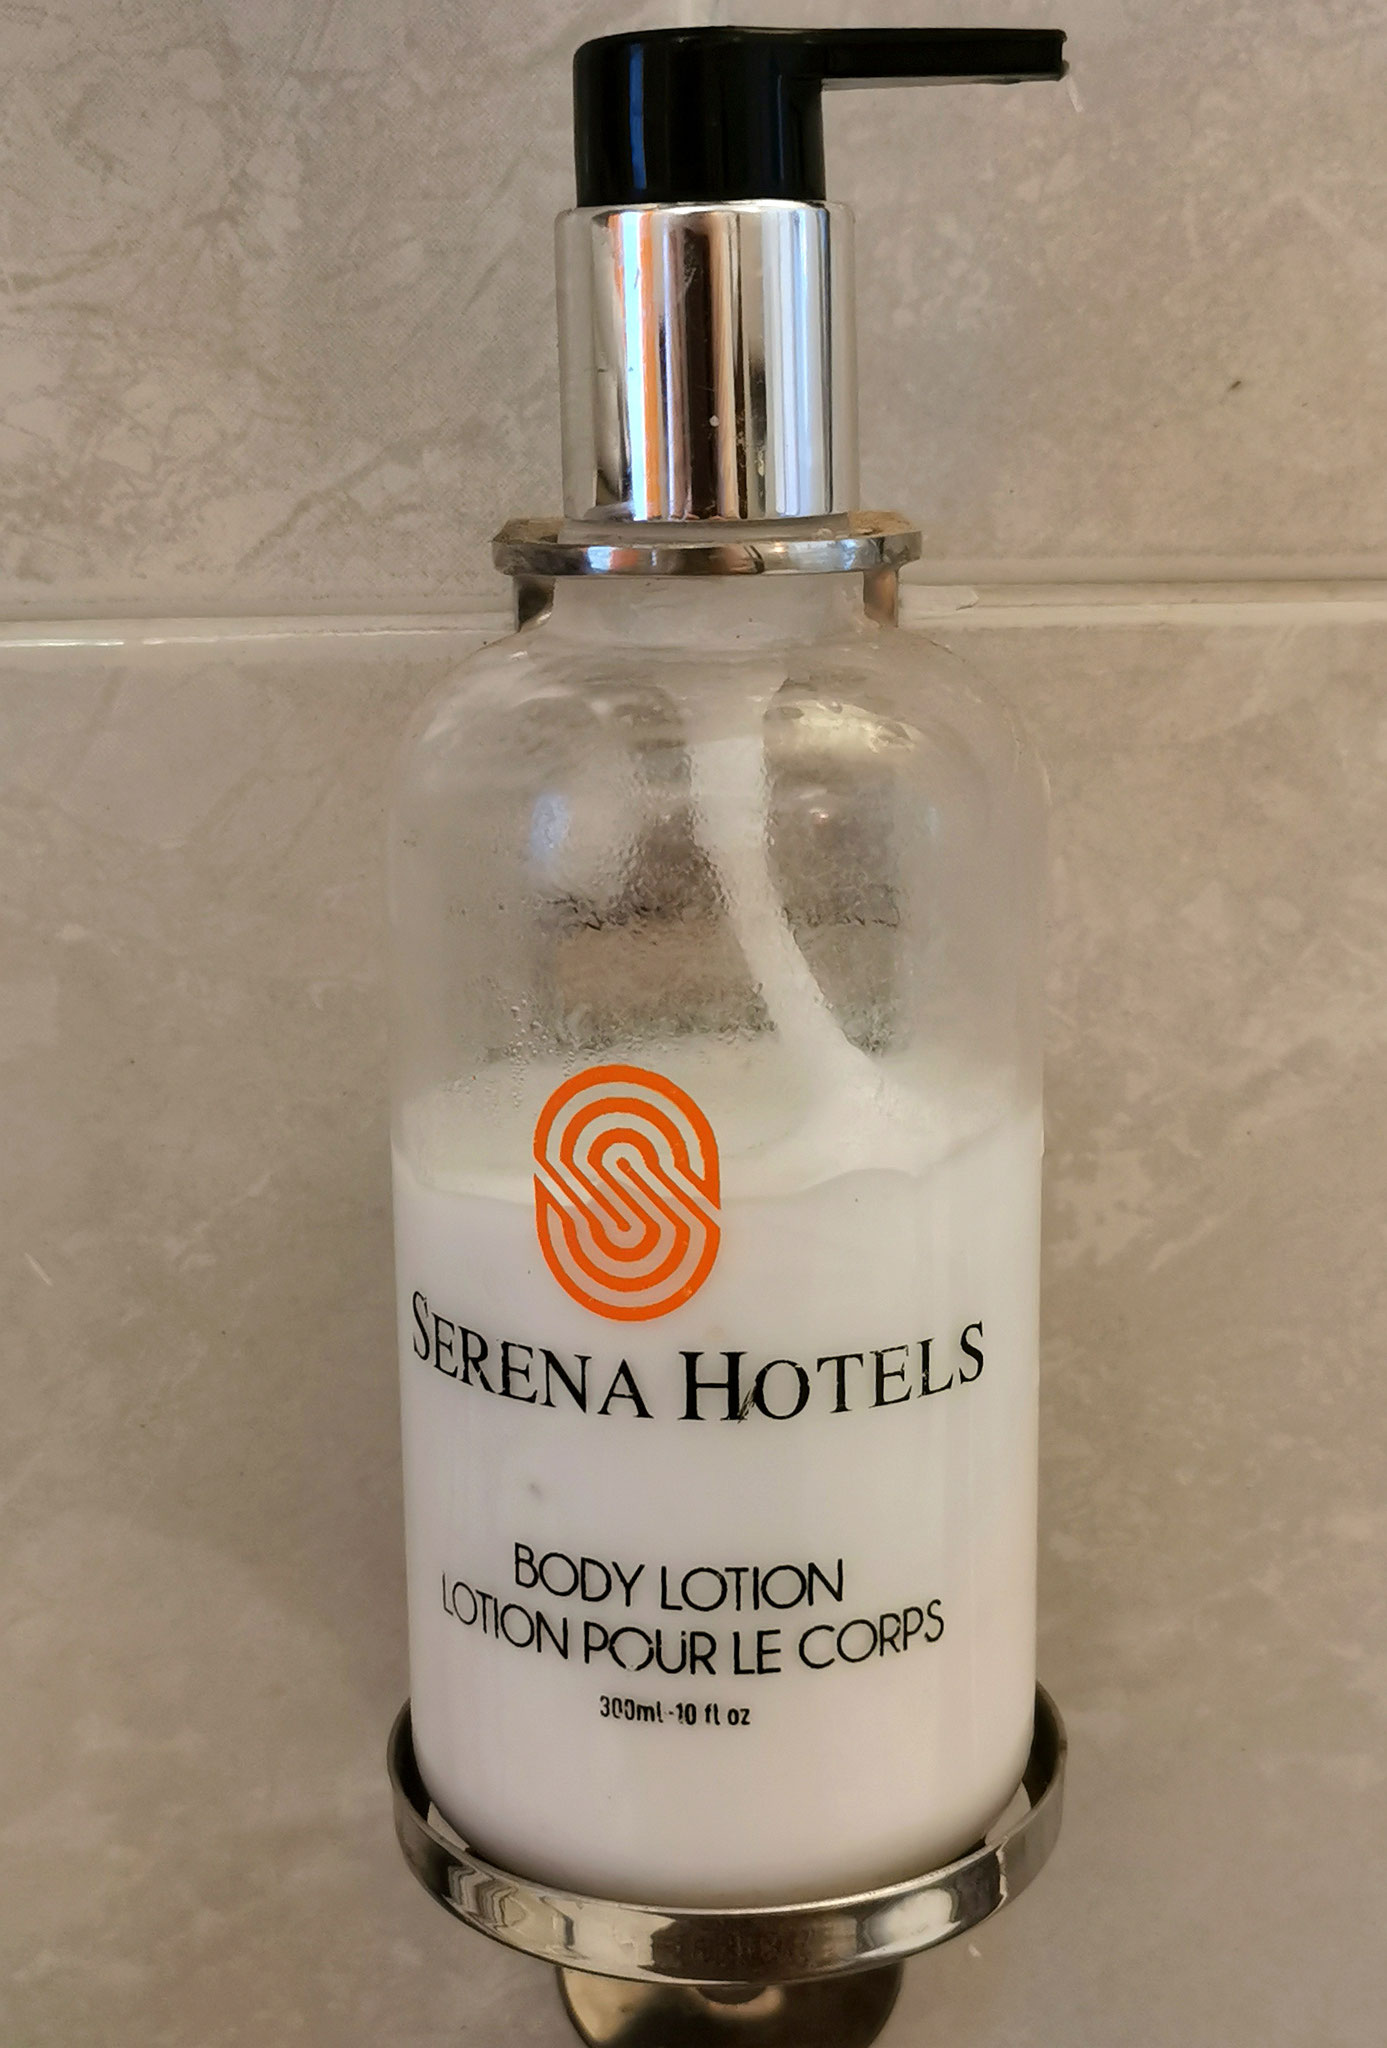 SERENA HOTELS
BODY LOTION
LOTION POUR LE CORPS
300ml-10 fl oz